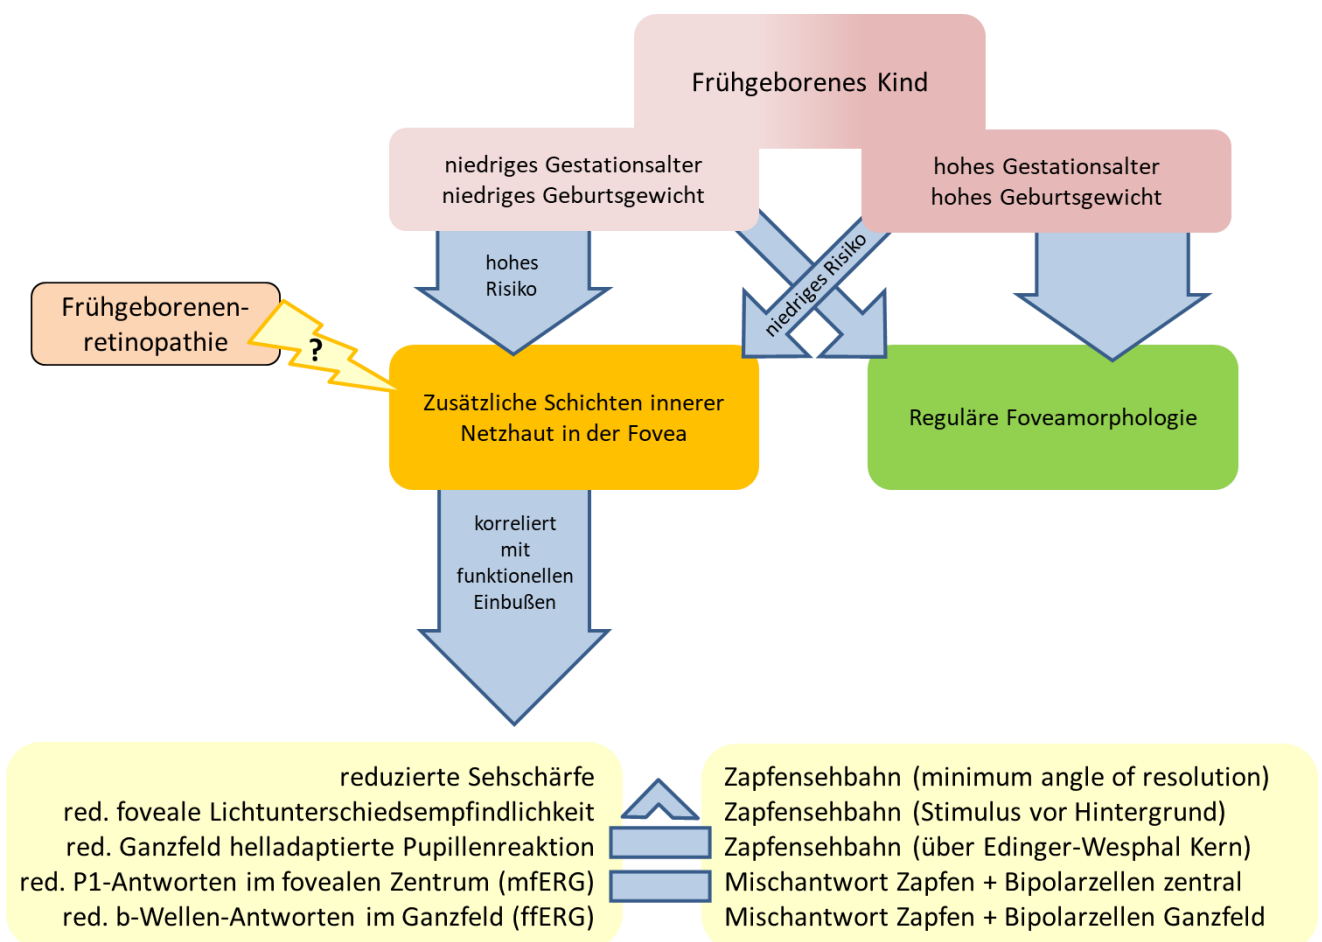 Frühgeborenes Kind
niedriges Gestationsalter
niedriges Geburtsgewicht
hohes Gestationsalter
hohes Geburtsgewicht
hohes
Risiko
niedriges Risiko
Frühgeborenen-
retinopathie
?
Zusätzliche Schichten innerer
Netzhaut in der Fovea
Reguläre Foveamorphologie
korreliert
mit
funktionellen
Einbußen
reduzierte Sehschärfe
red. foveale Lichtunterschiedsempfindlichkeit
red. Ganzfeld helladaptierte Pupillenreaktion
red. P1-Antworten im fovealen Zentrum (mfERG)
red. b-Wellen-Antworten im Ganzfeld (ffERG)
Zapfensehbahn (minimum angle of resolution)
Zapfensehbahn (Stimulus vor Hintergrund)
Zapfensehbahn (über Edinger-Wesphal Kern)
Mischantwort Zapfen + Bipolarzellen zentral
Mischantwort Zapfen + Bipolarzellen Ganzfeld